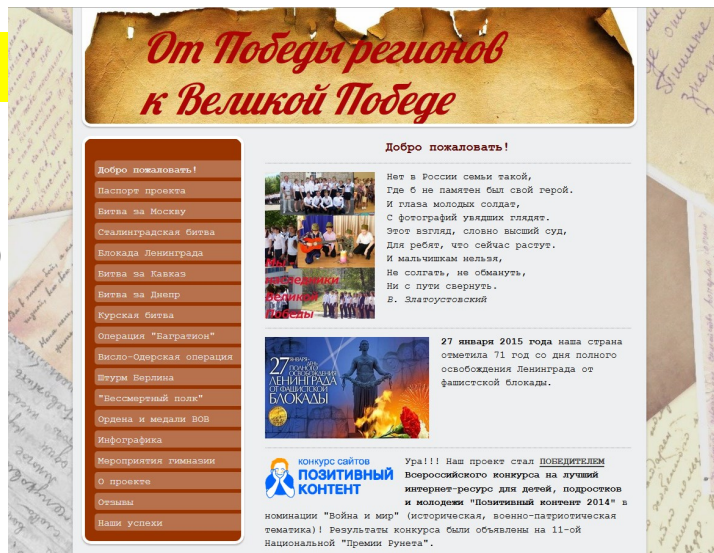 От Победы регионов
к Великой Победе
Добро пожаловать!
Паспорт проекта
Битва за Москву
Сталинградская битва
Блокада Ленинграда
Битва за Кавказ
Битва за Днепр
Курская битва
Операция "Багратион"
Висло-Одерская операция
Штурм Берлина
"Бессмертный полк"
Ордена и медали ВОВ
Инфографика
Мероприятия гимназии
О проекте
Отзывы
Наши успехи
Добро пожаловать!
Мы
наследники
Великой
Победы
Нет в России семьи такой,
Где б не памятен был свой герой.
И глаза молодых солдат,
С фотографий увядших глядят.
Этот взгляд, словно высший суд,
Для ребят, что сейчас растут.
И мальчишкам нельзя,
Не солгать, не обмануть,
Ни с пути свернуть.
В. Златоустовский
27 ЯНВАРЯ-ДЕНЬ
ПОЛНОГО
ОСВОБОЖДЕНИЯ
ЛЕНИНГРАДА
ОТ ФАШИСТСКОЙ
БЛОКАДЫ
27 января 2015 года наша страна
отметила 71 год со дня полного
освобождения Ленинграда от
фашистской блокады.
конкурс сайтов
ПОЗИТИВНЫЙ
КОНТЕНТ
Ура!!! Наш проект стал ПОБЕДИТЕЛЕМ
Всероссийского конкурса на лучший
интернет-ресурс для детей, подростков
и молодежи "Позитивный контент 2014" в
номинации "Война и мир" (историческая, военно-патриотическая
тематика)! Результаты конкурса были объявлены на 11-ой
Национальной "Премии Рунета".